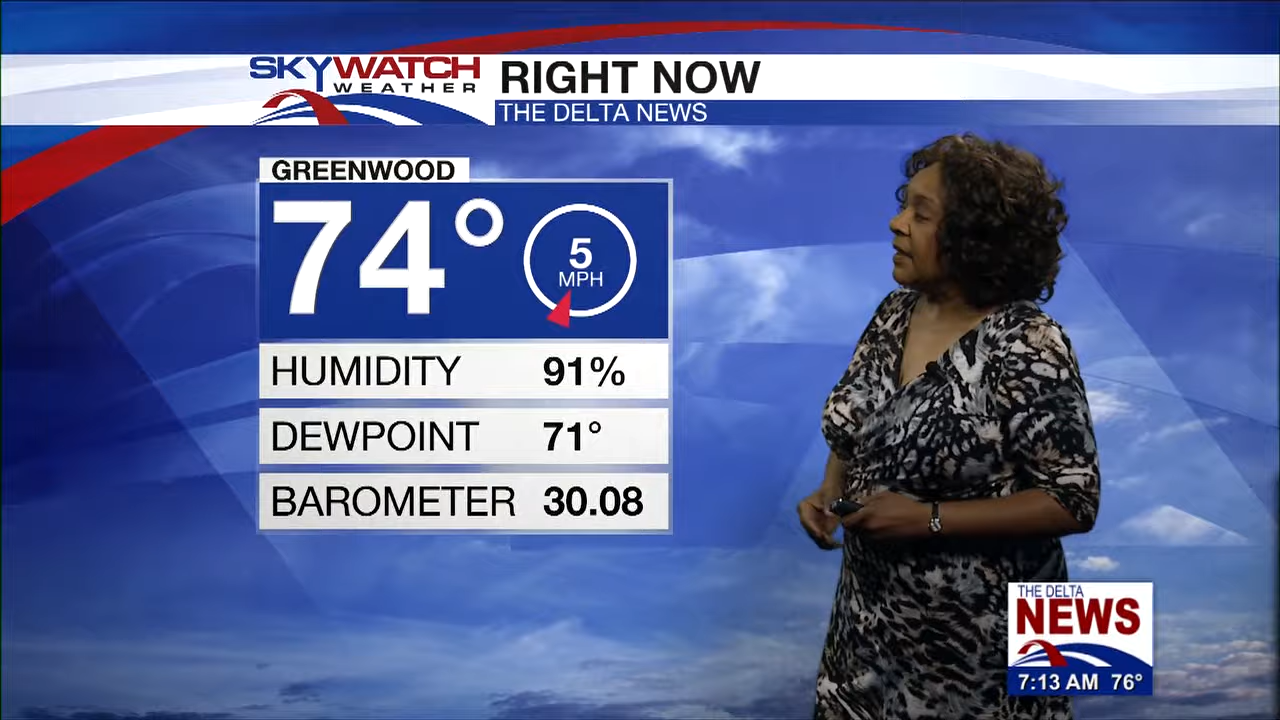 SKYWATCH
WEATHER
RIGHT NOW
THE DELTA NEWS
GREENWOOD
74°
5
MPH
HUMIDITY 91%
DEWPOINT 71°
BAROMETER 30.08
THE DELTA
NEWS
7:13 AM 76°